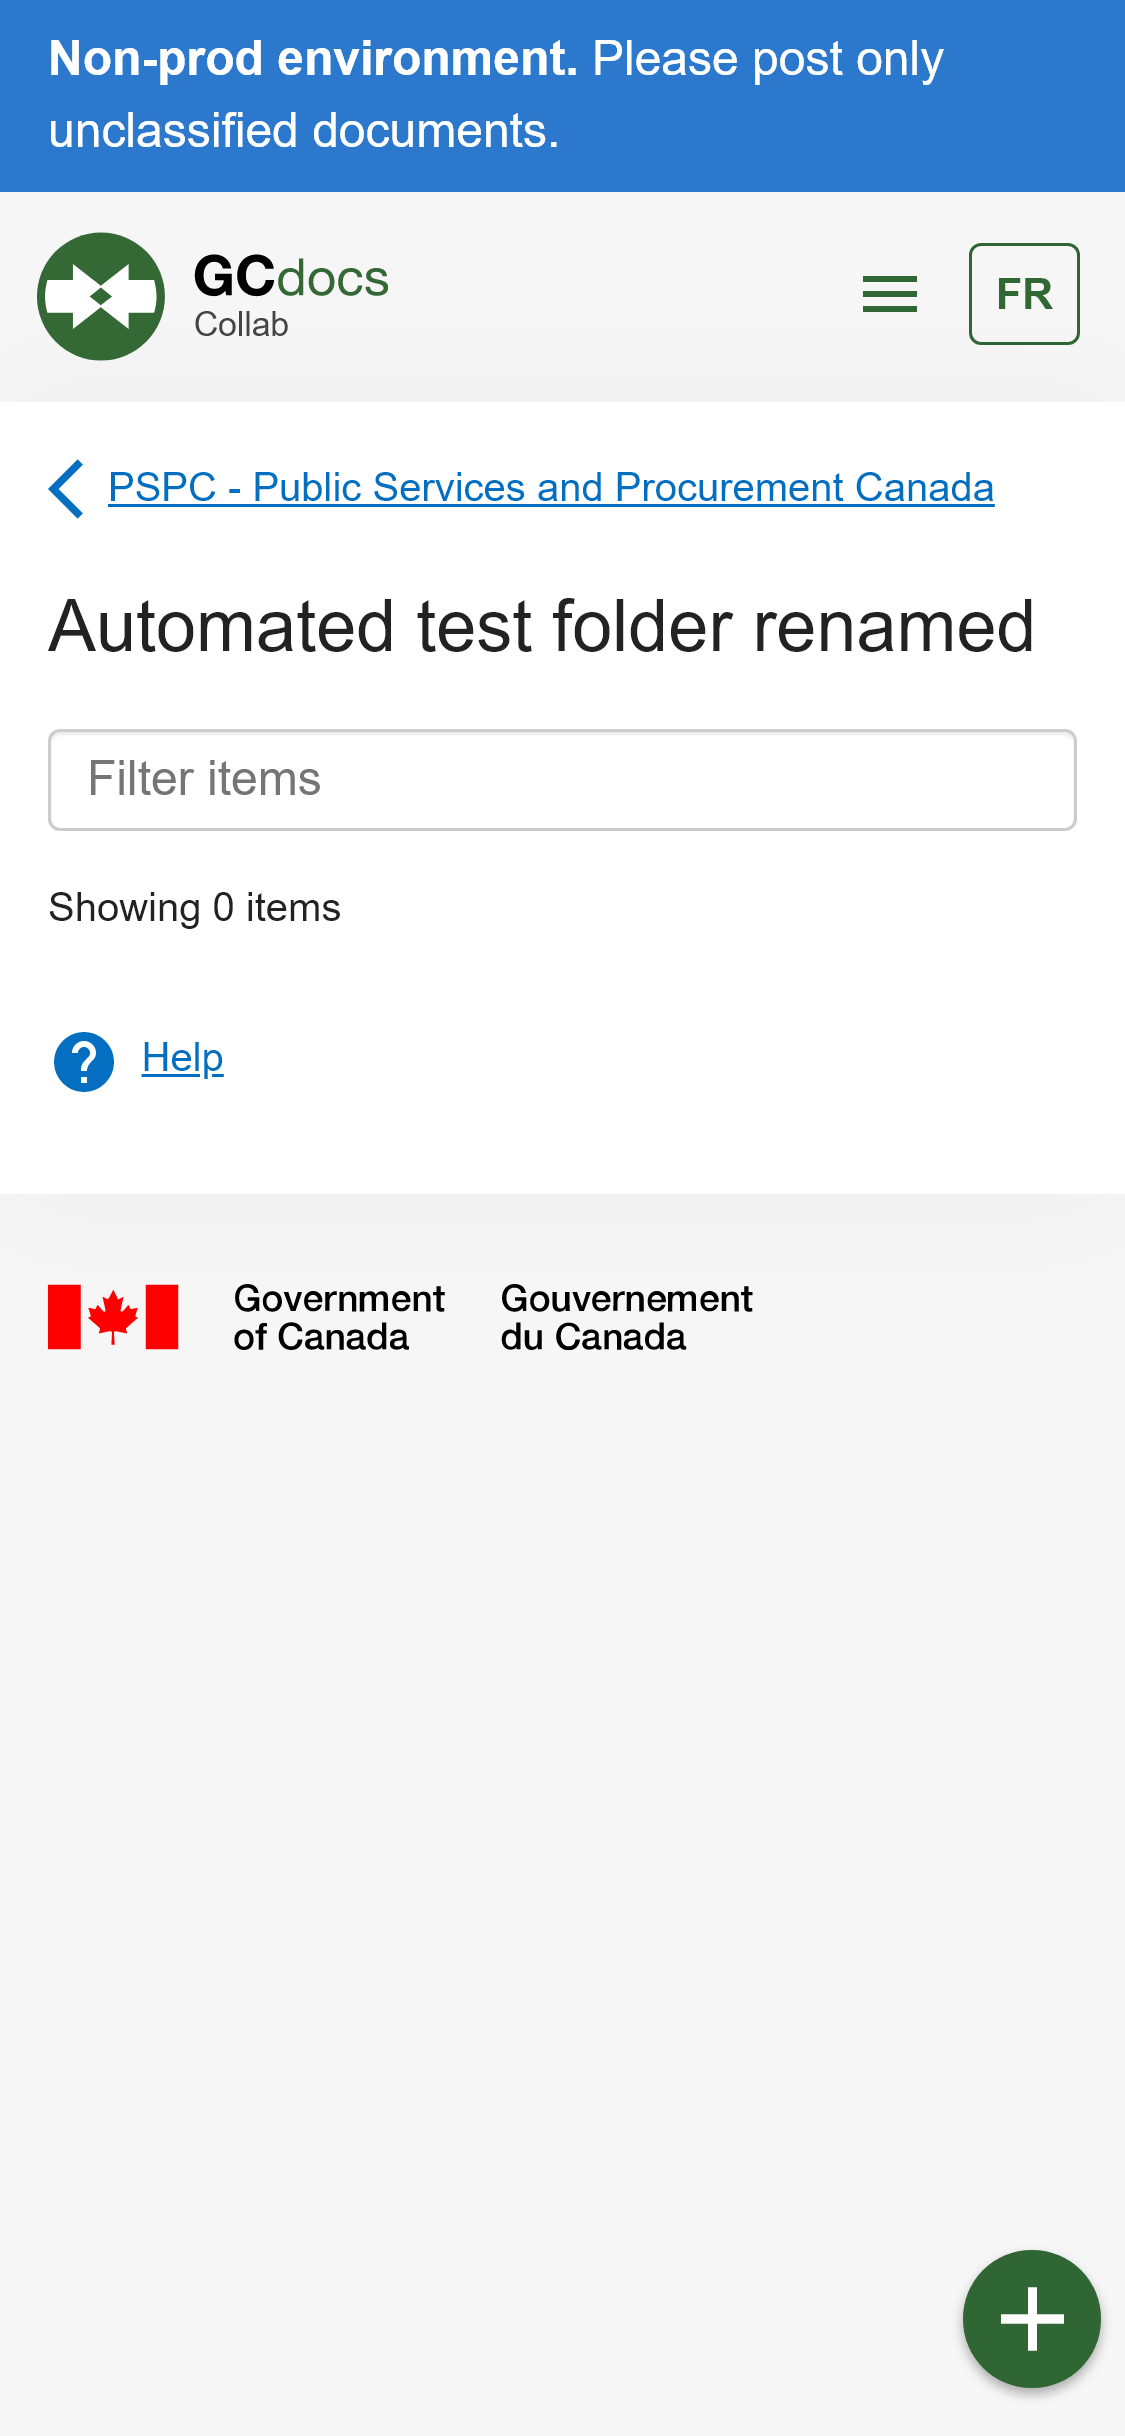 Non-prod environment. Please post only
unclassified documents.
GCdocs
Collab
FR
PSPC - Public Services and Procurement Canada
Automated test folder renamed
Filter items
Showing 0 items
Help
Government
of Canada
Gouvernement
du Canada